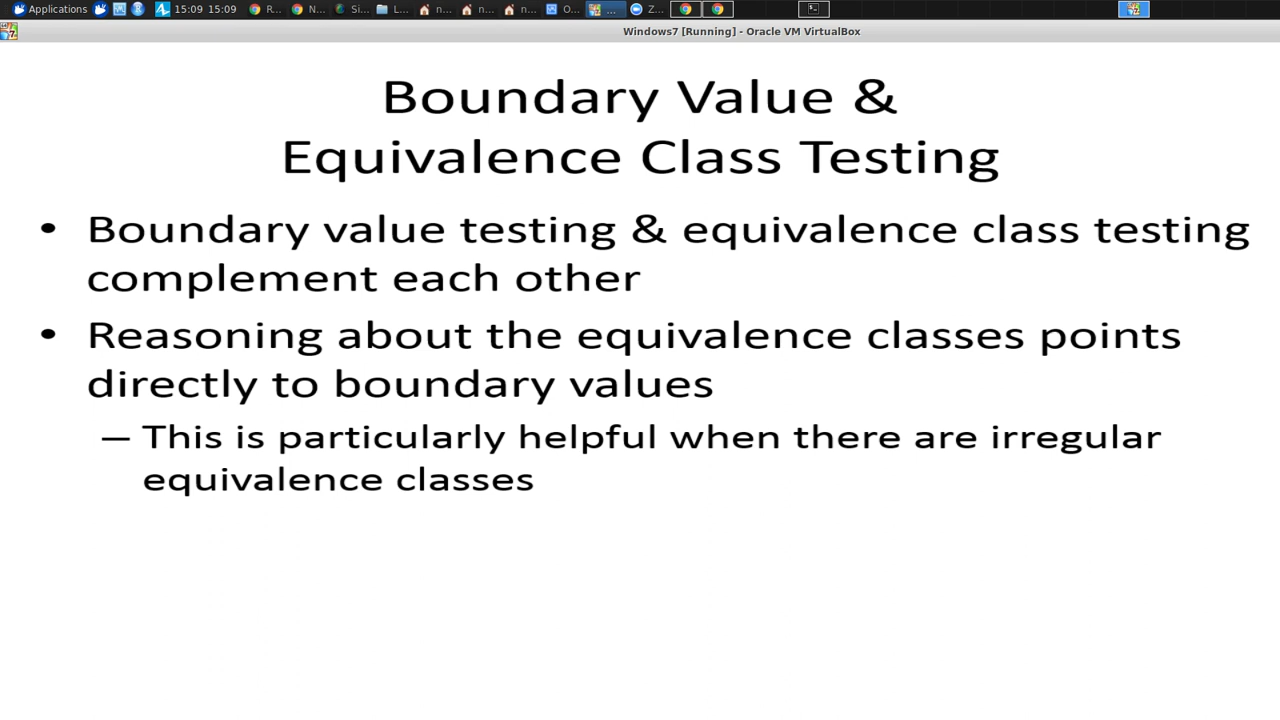 Applications 15:09 15:09 R... N... Si... L... n... n... n... O... ... Z...
Windows7 [Running] - Oracle VM VirtualBox
Boundary Value &
Equivalence Class Testing
• Boundary value testing & equivalence class testing
complement each other
• Reasoning about the equivalence classes points
directly to boundary values
– This is particularly helpful when there are irregular
equivalence classes